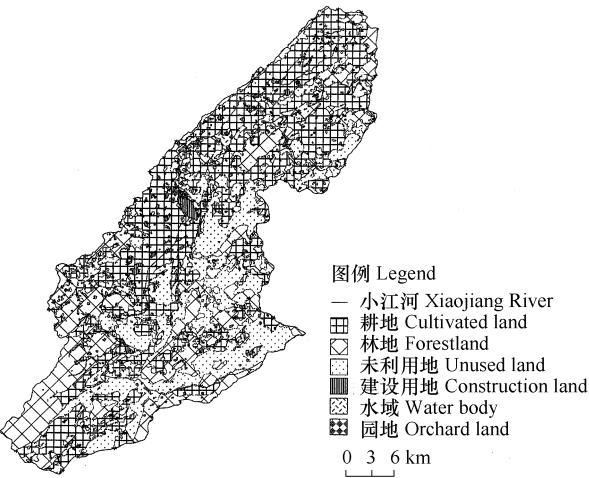 图例 Legend
小江河 Xiaojiang River
耕地 Cultivated land
林地 Forestland
未利用地 Unused land
建设用地 Construction land
水域 Water body
园地 Orchard land
0 3 6 km